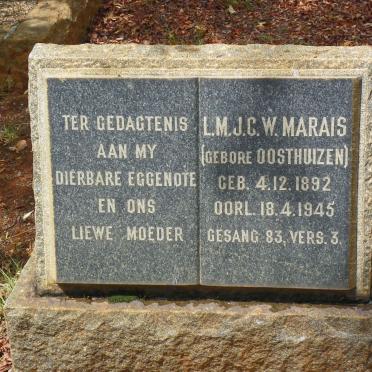 TER GEDAGTENIS
AAN MY
DIERBARE EGGENOTE
EN ONS
LIEWE MOEDER
L.M.J.C.W. MARAIS
(GEBORE OOSTHUIZEN)
GEB. 4.12.1892
OORL. 18.4.1945
GESANG 83, VERS. 3.